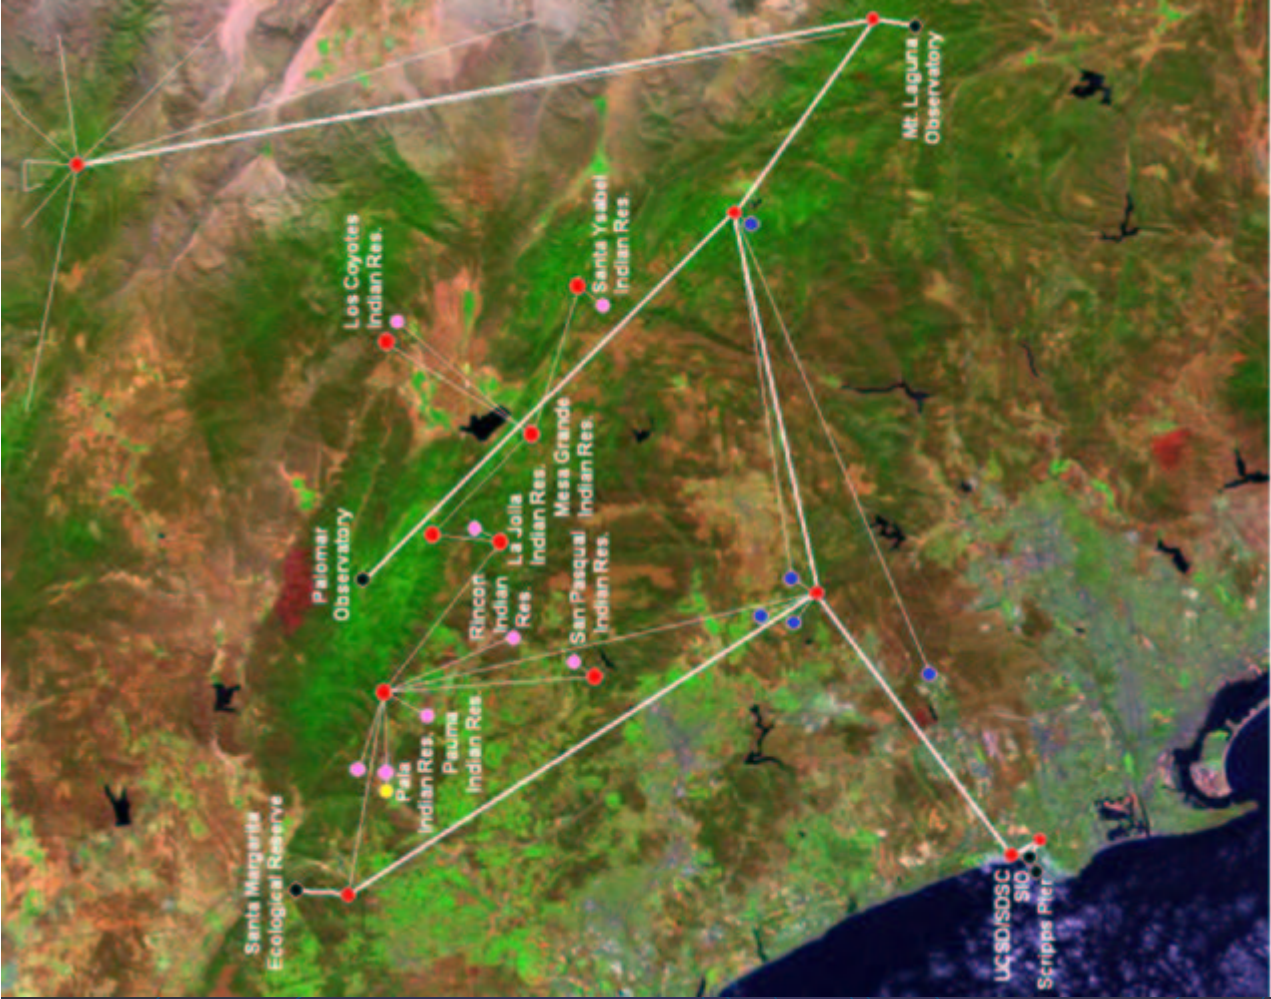 Santa Margarita
Ecological Reserve
Palomar
Observatory
Pala
Indian Res.
Pauma
Indian Res
Rincon
Indian
Res.
La Jolla
Indian Res.
San Pasqual
Indian Res.
Mesa Grande
Indian Res.
Los Coyotes
Indian Res.
Santa Ysabel
Indian Res.
Mt. Laguna
Observatory
UCSD/SDSC
SIO
Scripps Pier